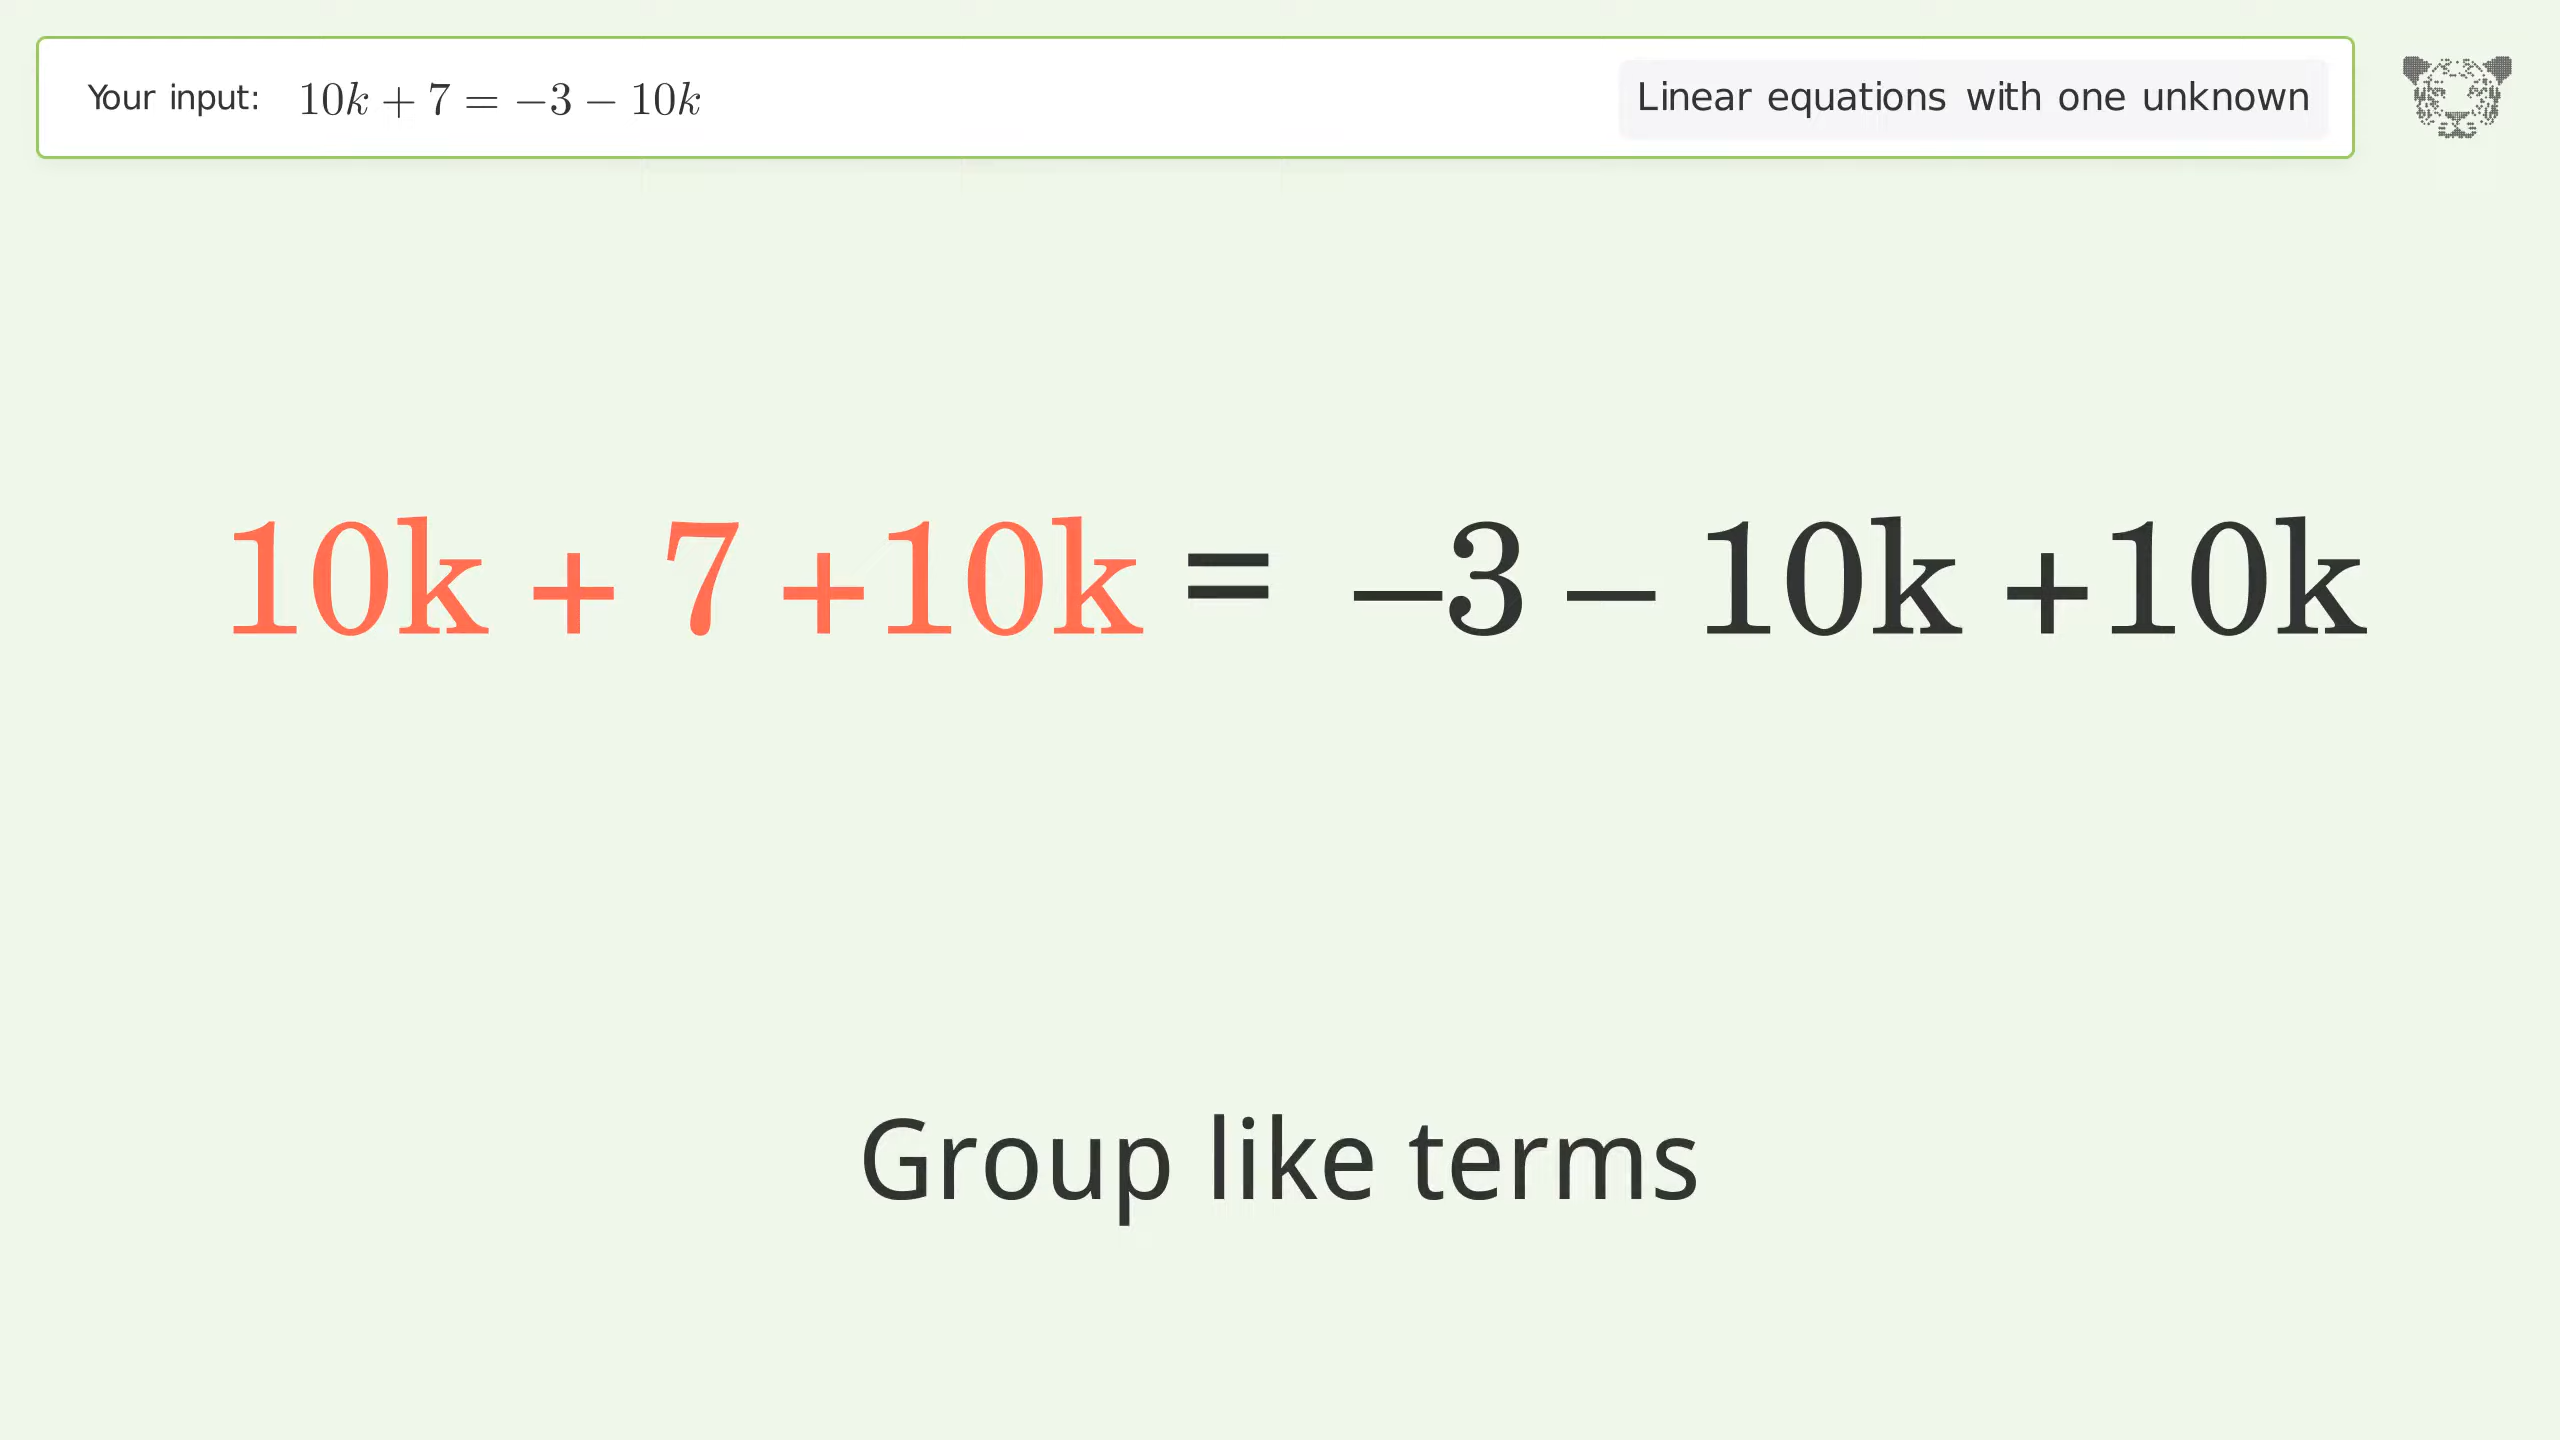 Your input: 10k + 7 = −3 − 10k
Linear equations with one unknown
10k + 7 +10k = −3 − 10k +10k
Group like terms